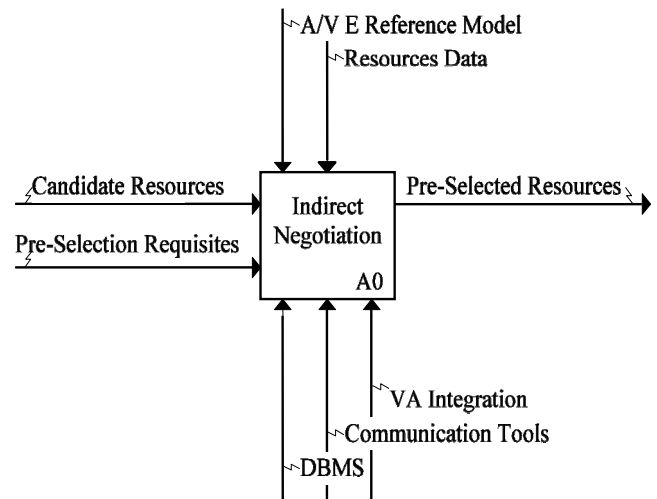 A/V E Reference Model
Resources Data
Candidate Resources
Pre-Selection Requisites
Indirect
Negotiation
A0
Pre-Selected Resources
VA Integration
Communication Tools
DBMS